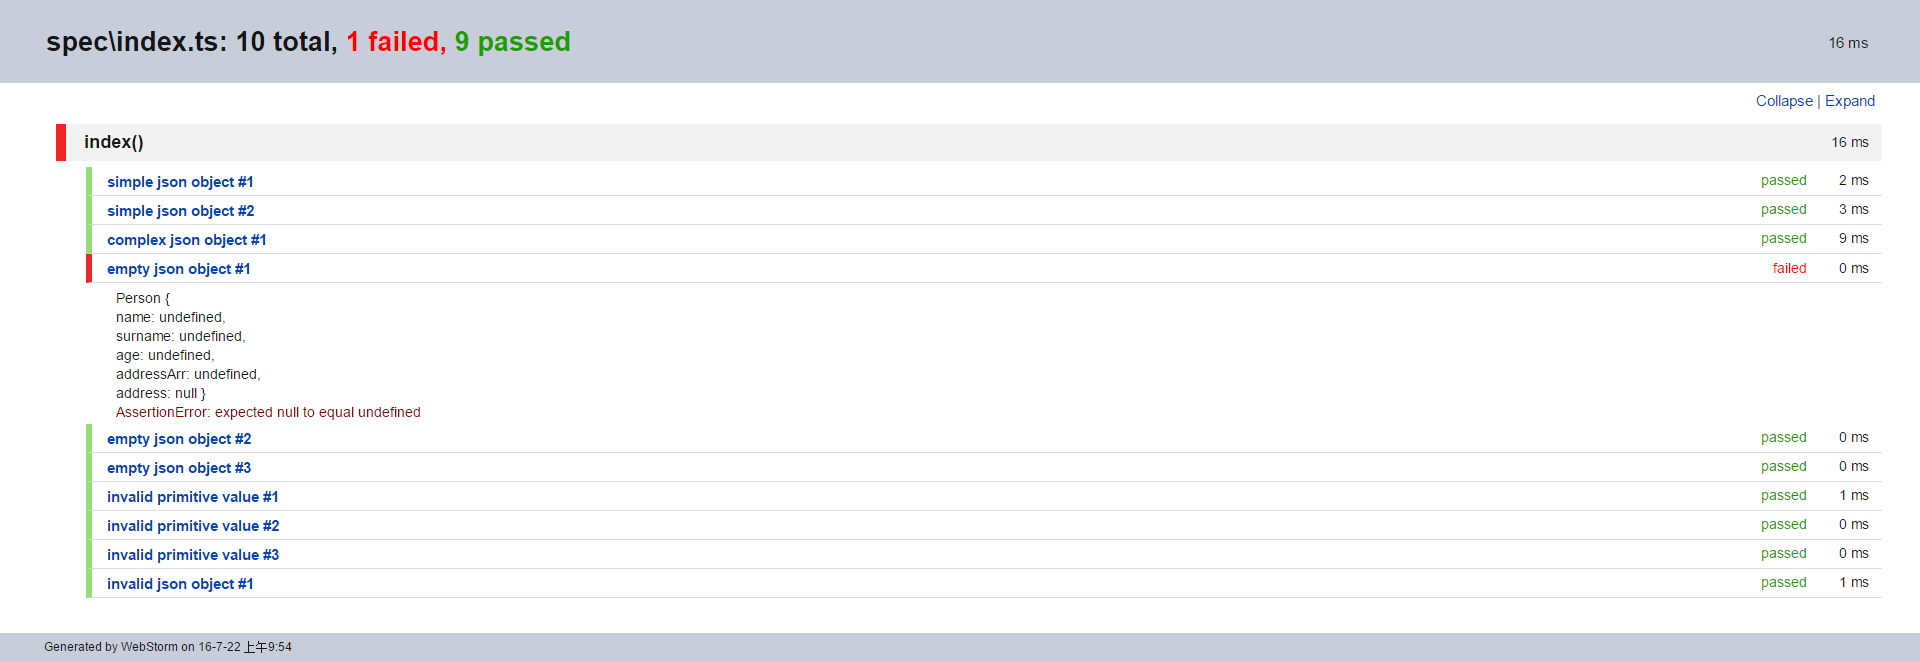 spec\index.ts: 10 total, 1 failed, 9 passed 16 ms
Collapse | Expand
index() 16 ms
simple json object #1 passed 2 ms
simple json object #2 passed 3 ms
complex json object #1 passed 9 ms
empty json object #1 failed 0 ms
Person {
name: undefined,
surname: undefined,
age: undefined,
addressArr: undefined,
address: null }
AssertionError: expected null to equal undefined
empty json object #2 passed 0 ms
empty json object #3 passed 0 ms
invalid primitive value #1 passed 1 ms
invalid primitive value #2 passed 0 ms
invalid primitive value #3 passed 0 ms
invalid json object #1 passed 1 ms
Generated by WebStorm on 16-7-22 上午9:54